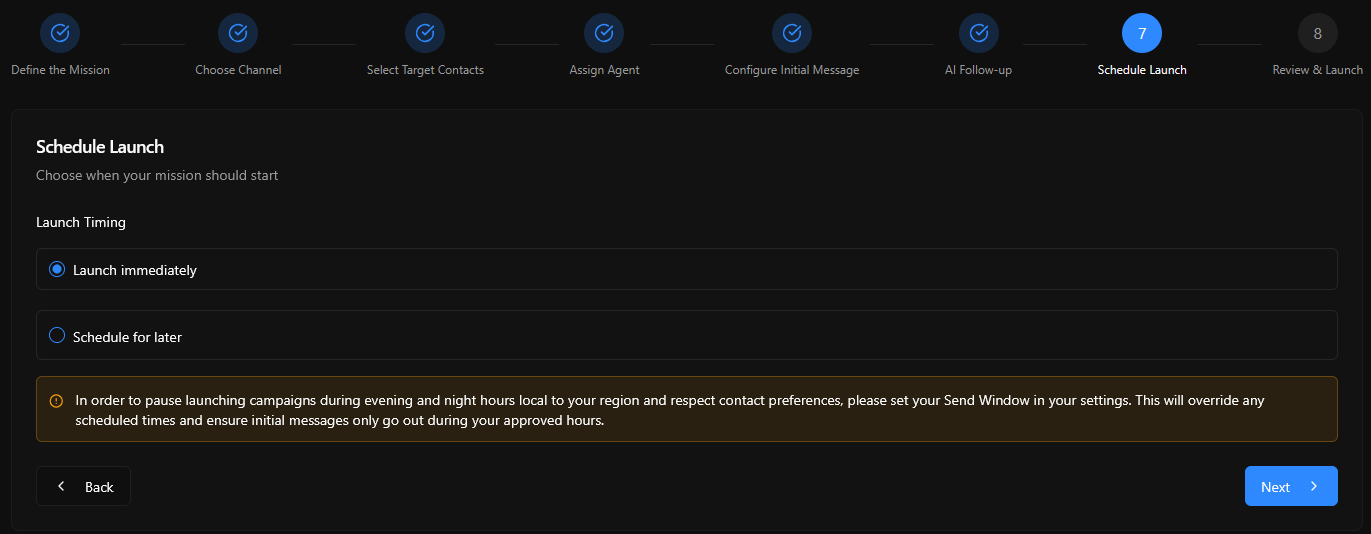 7
8
Define the Mission
Choose Channel
Select Target Contacts
Assign Agent
Configure Initial Message
AI Follow-up
Schedule Launch
Review & Launch
Schedule Launch
Choose when your mission should start
Launch Timing
Launch immediately
Schedule for later
In order to pause launching campaigns during evening and night hours local to your region and respect contact preferences, please set your Send Window in your settings. This will override any
scheduled times and ensure initial messages only go out during your approved hours.
Back
Next